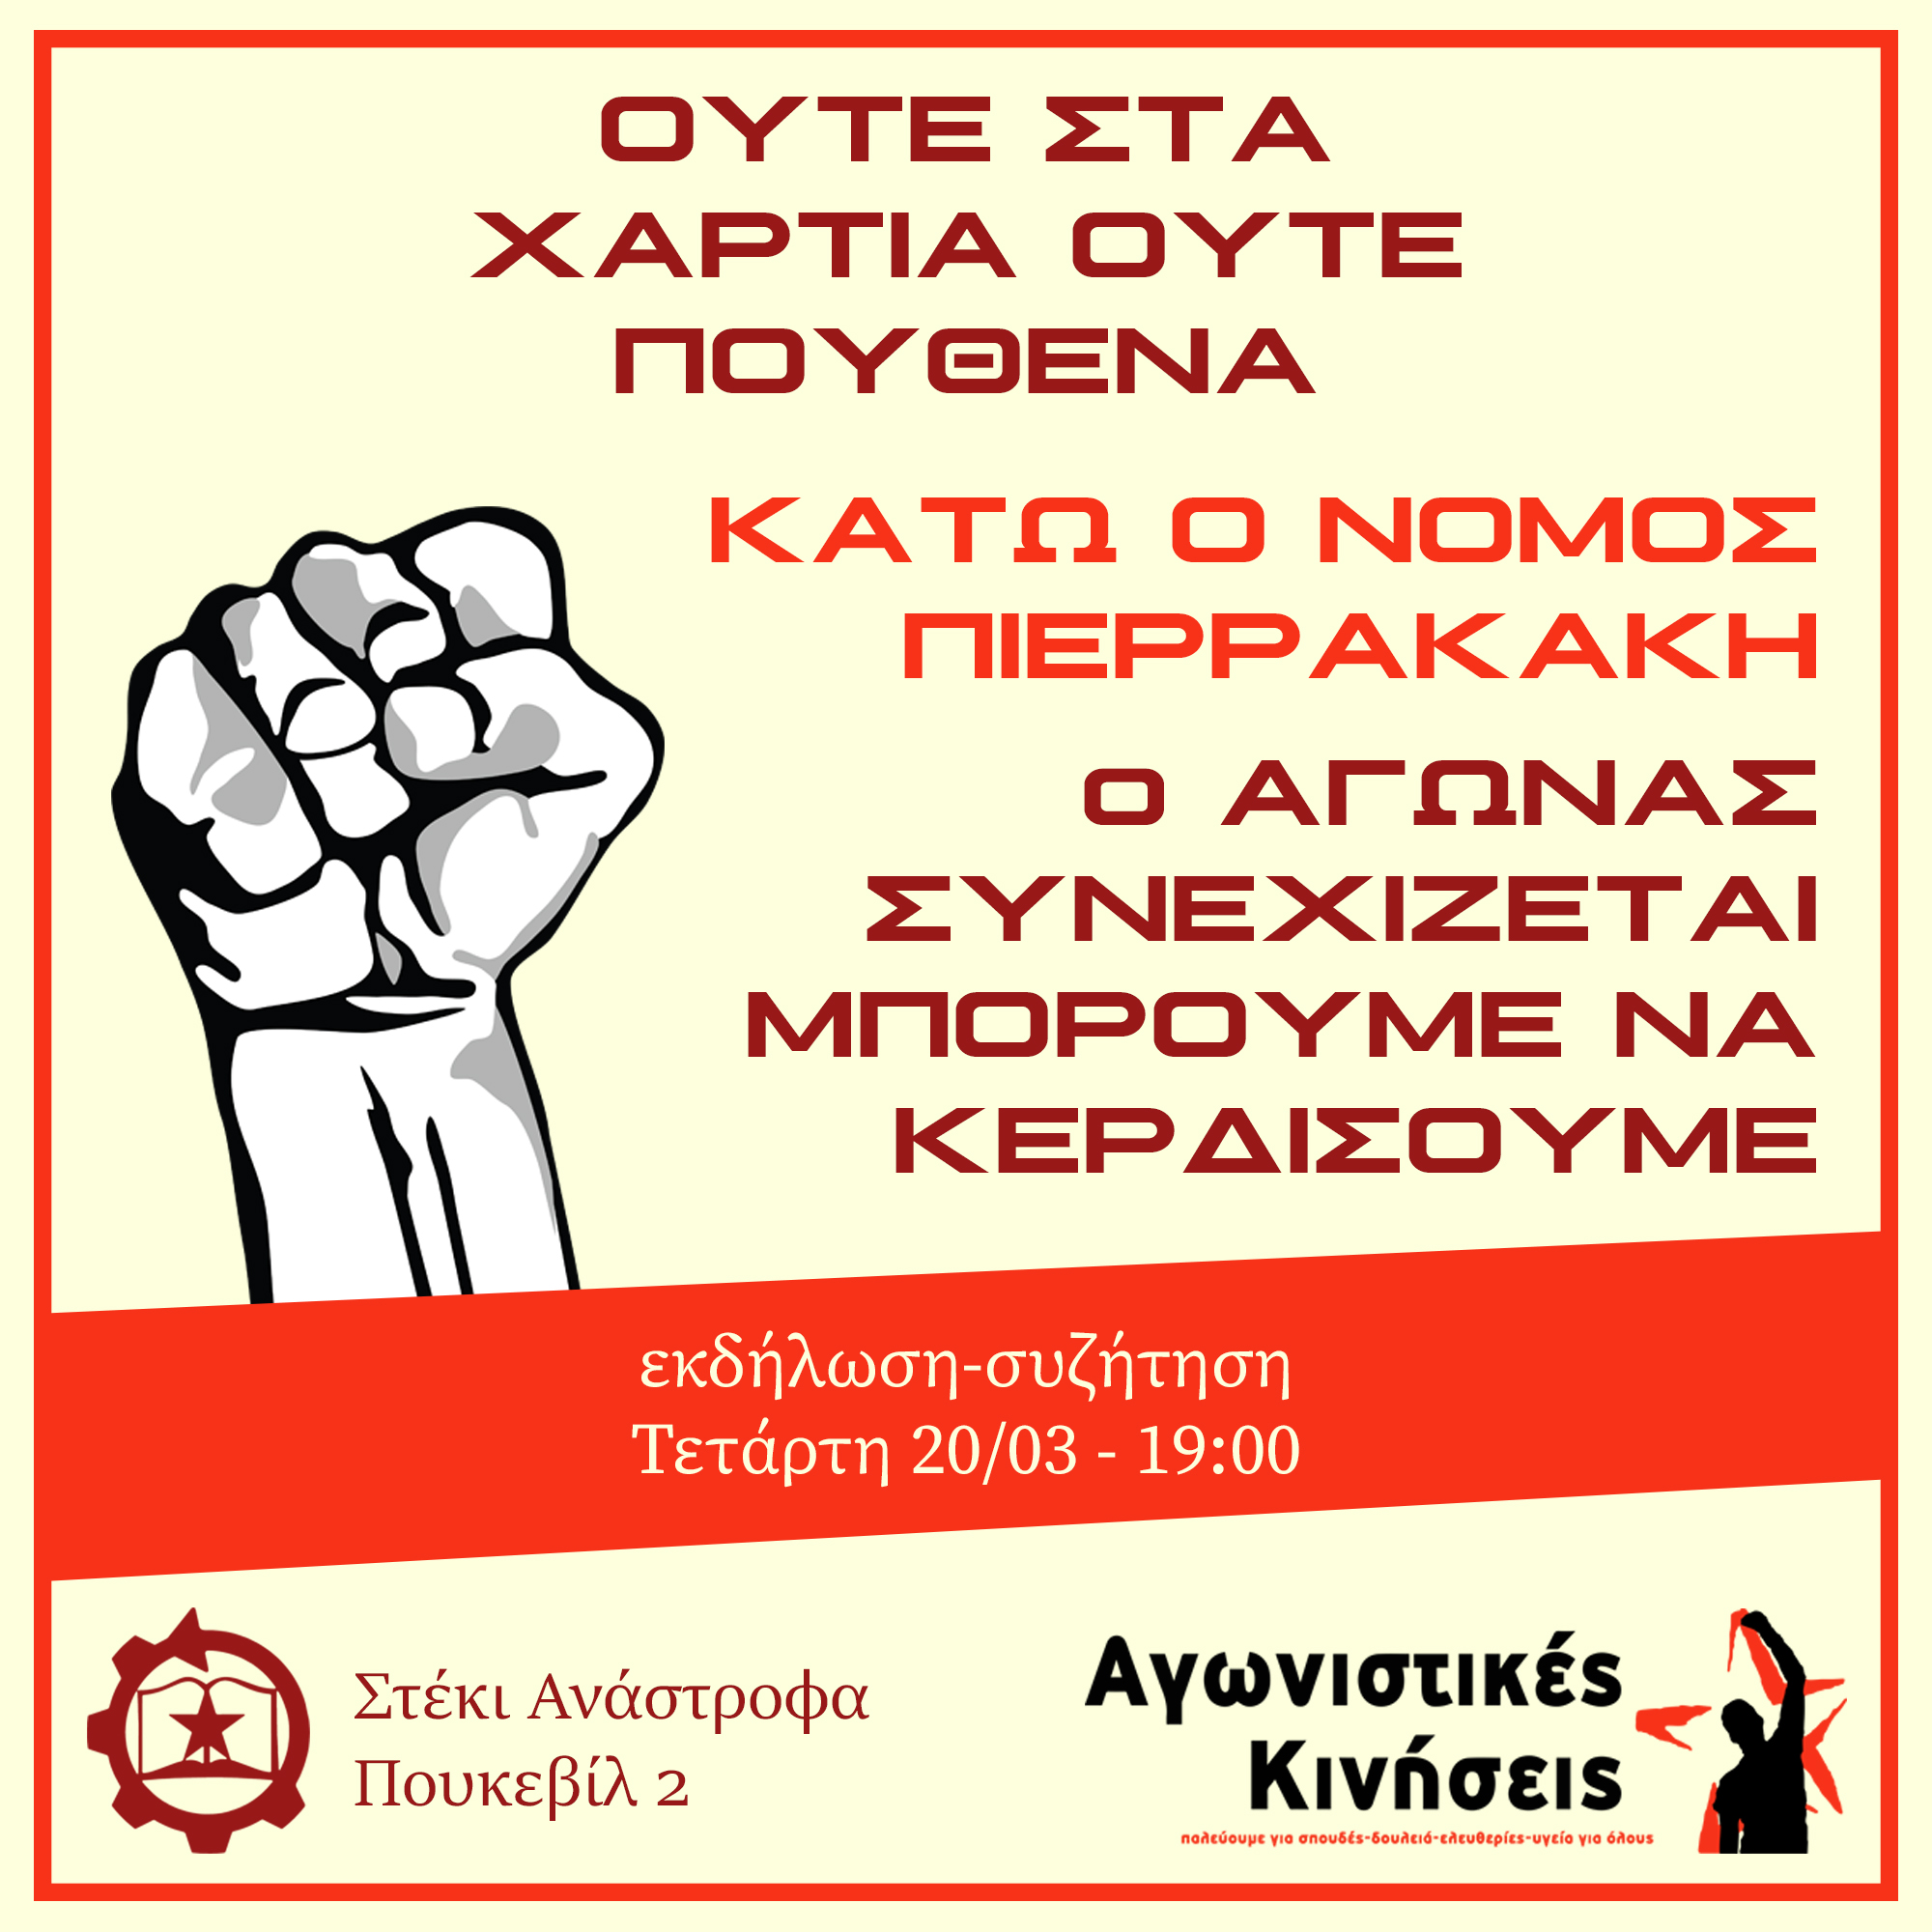 ΟΥΤΕ ΣΤΑ
ΧΑΡΤΙΑ ΟΥΤΕ
ΠΟΥΘΕΝΑ
ΚΑΤΩ Ο ΝΟΜΟΣ
ΠΙΕΡΡΑΚΑΚΗ
Ο ΑΓΩΝΑΣ
ΣΥΝΕΧΙΖΕΤΑΙ
ΜΠΟΡΟΥΜΕ ΝΑ
ΚΕΡΔΙΣΟΥΜΕ
εκδήλωση-συζήτηση
Τετάρτη 20/03 - 19:00
Στέκι Ανάστροφα
Πουκεβίλ 2
Αγωνιστικές
Κινήσεις
παλεύουμε για σπουδές-δουλειά-ελευθερίες-υγεία για όλους